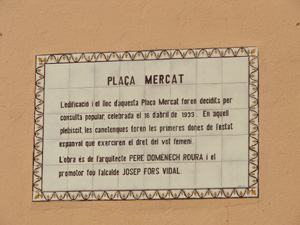 PLAÇA MERCAT
L'edificació i el lloc d'aquesta Plaça Mercat foren decidits per
consulta popular, celebrada el 16 d'abril de 1933. En aquell
plebiscit, les canetenques foren les primeres dones de l'estat
espanyol que exerciren el dret del vot femení.
L'obra és de l'arquitecte PERE DOMENECH ROURA i el
promotor fou l'alcalde JOSEP FORS VIDAL.